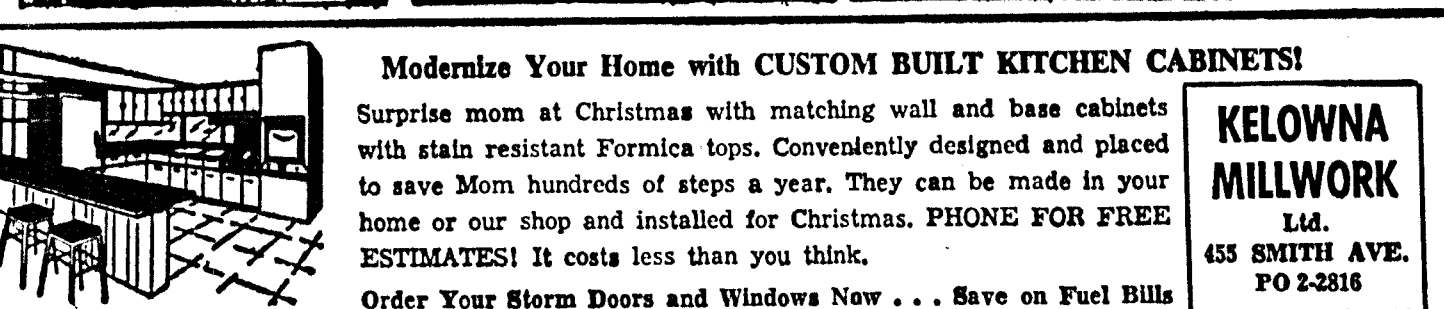 Modernize Your Home with CUSTOM BUILT KITCHEN CABINETS!
Surprise mom at Christmas with matching wall and base cabinets
with stain resistant Formica tops. Conveniently designed and placed
to save Mom hundreds of steps a year. They can be made in your
home or our shop and installed for Christmas. PHONE FOR FREE
ESTIMATES! It costs less than you think.
Order Your Storm Doors and Windows Now . . . Save on Fuel Bills
KELOWNA
MILLWORK
Ltd.
455 SMITH AVE.
PO 2-2816